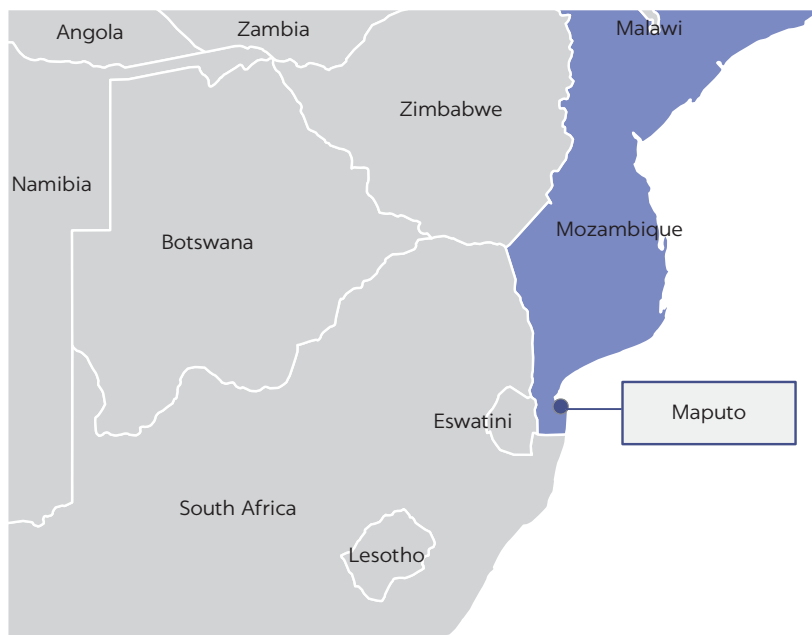 Angola
Zambia
Malawi
Zimbabwe
Namibia
Botswana
Mozambique
Maputo
Eswatini
South Africa
Lesotho